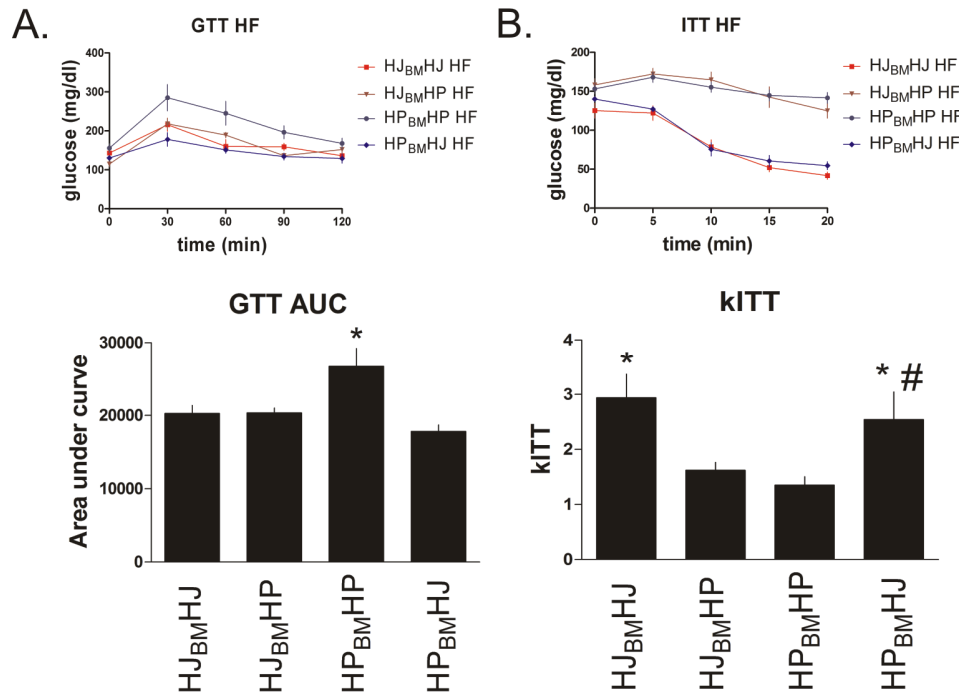 A.
GTT HF
400
300
200
100
0
glucose (mg/dl)
0 30 60 90 120
time (min)
HJBMHJ HF
HJBMHP HF
HPBMHP HF
HPBMHJ HF
B.
ITT HF
200
150
100
50
0
glucose (mg/dl)
0 5 10 15 20
time (min)
HJBMHJ HF
HJBMHP HF
HPBMHP HF
HPBMHJ HF
GTT AUC
30000
20000
10000
0
Area under curve
*
HJBMHJ
HJBMHP
HPBMHP
HPBMHJ
kITT
4
3
2
1
0
kITT
*
* #
HJBMHJ
HJBMHP
HPBMHP
HPBMHJ